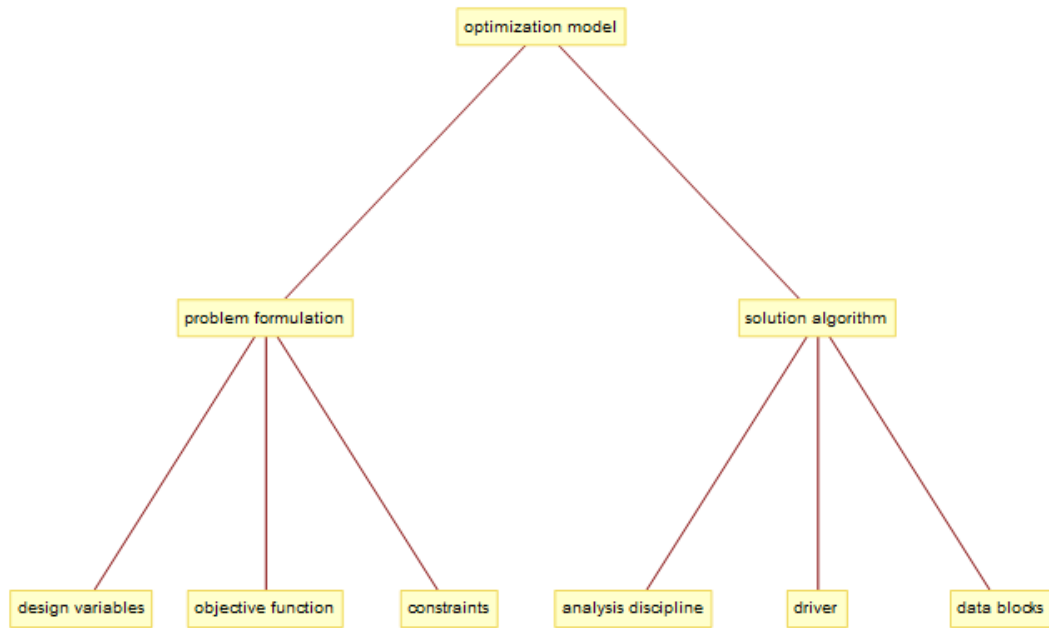 optimization model
problem formulation
solution algorithm
design variables
objective function
constraints
analysis discipline
driver
data blocks